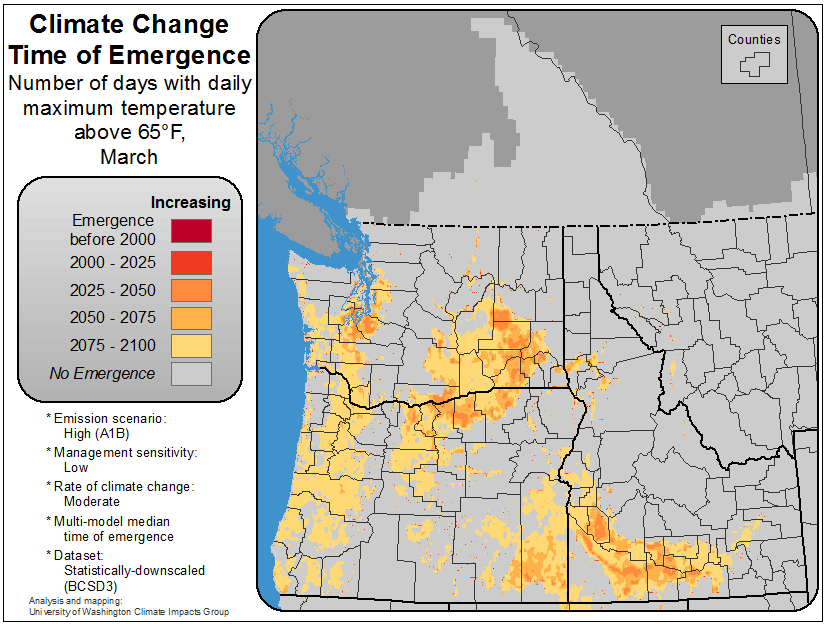 Climate Change
Time of Emergence
Number of days with daily
maximum temperature
above 65°F,
March
Increasing
Emergence
before 2000
2000 - 2025
2025 - 2050
2050 - 2075
2075 - 2100
No Emergence
* Emission scenario:
High (A1B)
* Management sensitivity:
Low
* Rate of climate change:
Moderate
* Multi-model median
time of emergence
* Dataset:
Statistically-downscaled
(BCSD3)
Analysis and mapping:
University of Washington Climate Impacts Group
Counties